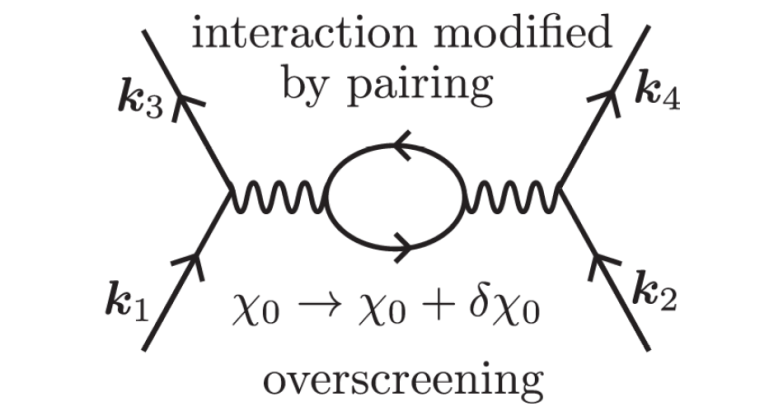 interaction modified
by pairing
k₃
k₄
k₁
k₂
χ₀ → χ₀ + δχ₀
overscreening